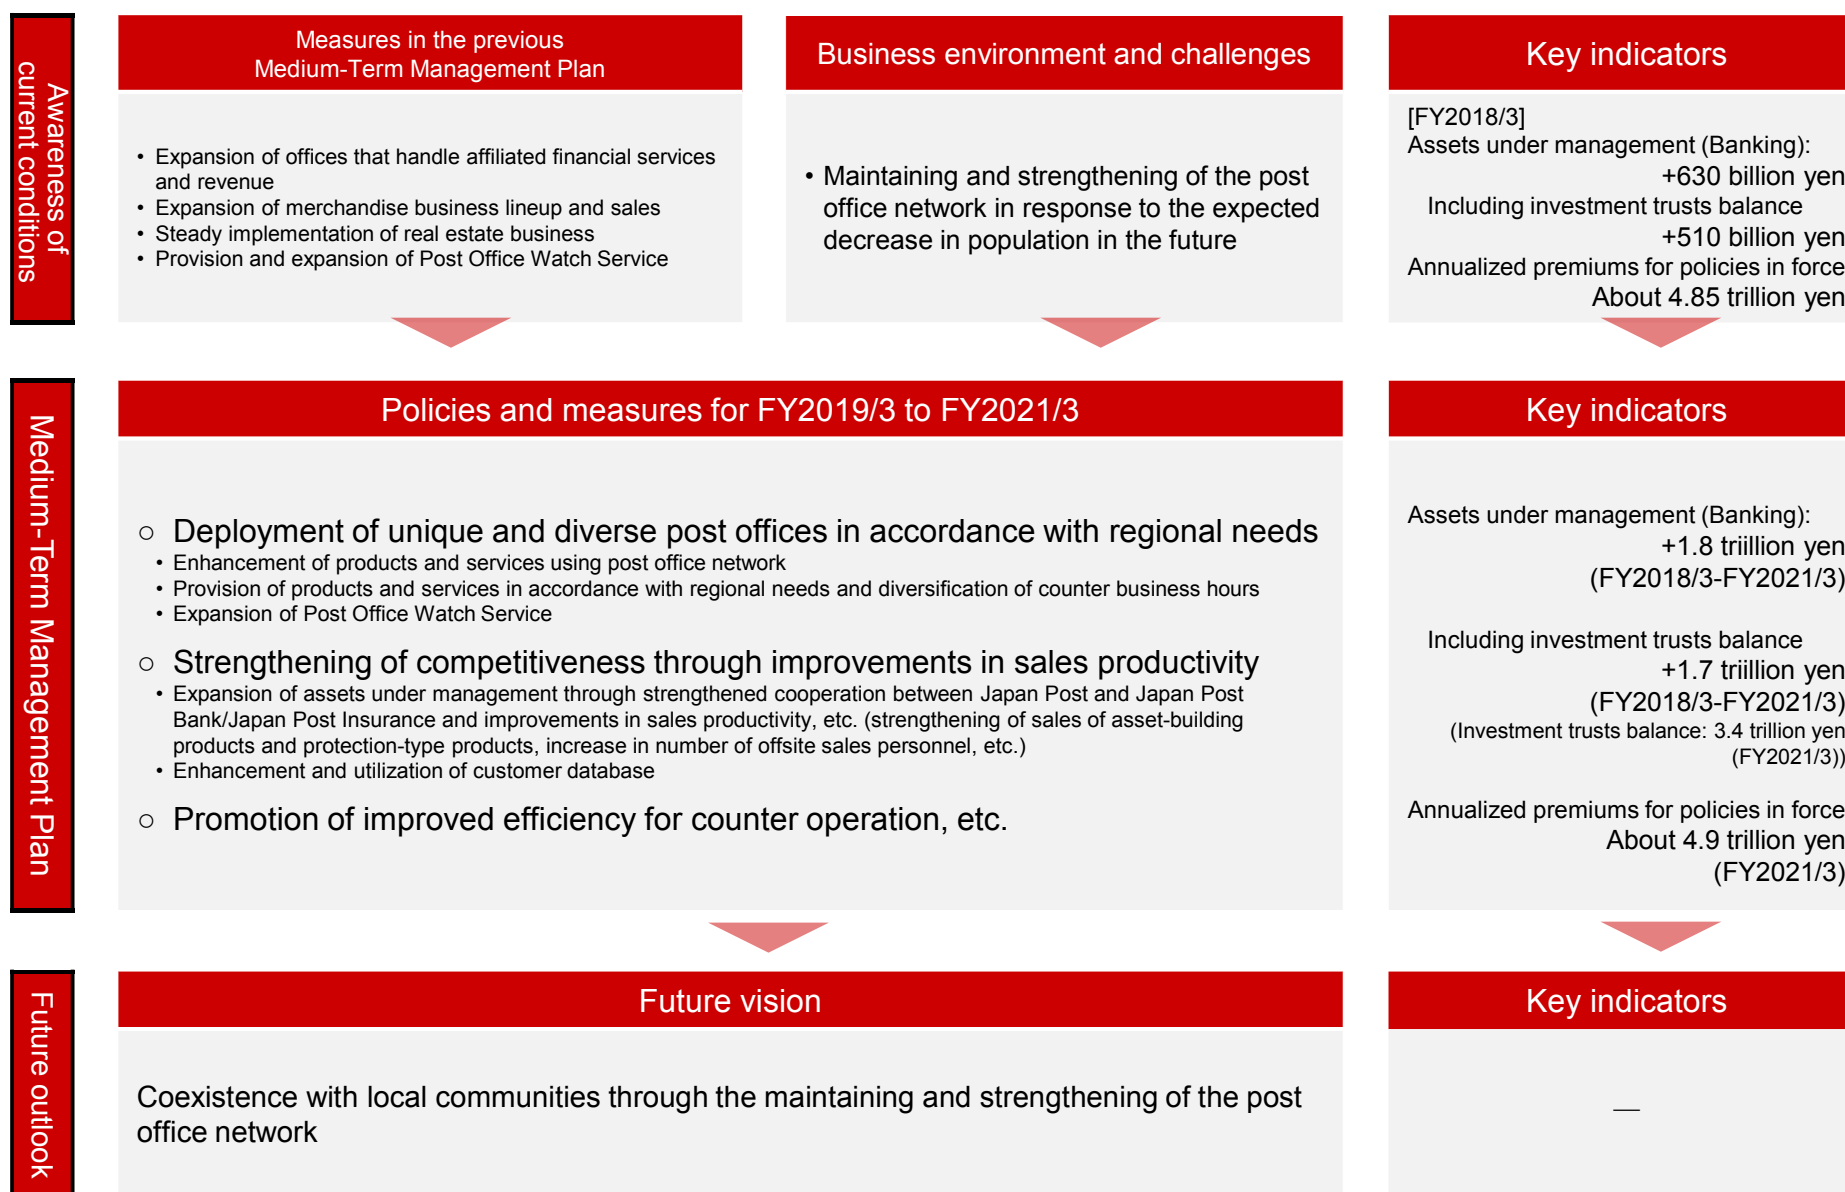 Awareness of
current conditions
Measures in the previous
Medium-Term Management Plan
• Expansion of offices that handle affiliated financial services
and revenue
• Expansion of merchandise business lineup and sales
• Steady implementation of real estate business
• Provision and expansion of Post Office Watch Service
Business environment and challenges
• Maintaining and strengthening of the post
office network in response to the expected
decrease in population in the future
Key indicators
[FY2018/3]
Assets under management (Banking):
+630 billion yen
Including investment trusts balance
+510 billion yen
Annualized premiums for policies in force
About 4.85 trillion yen
Medium-Term Management Plan
Policies and measures for FY2019/3 to FY2021/3
○ Deployment of unique and diverse post offices in accordance with regional needs
• Enhancement of products and services using post office network
• Provision of products and services in accordance with regional needs and diversification of counter business hours
• Expansion of Post Office Watch Service
○ Strengthening of competitiveness through improvements in sales productivity
• Expansion of assets under management through strengthened cooperation between Japan Post and Japan Post
Bank/Japan Post Insurance and improvements in sales productivity, etc. (strengthening of sales of asset-building
products and protection-type products, increase in number of offsite sales personnel, etc.)
• Enhancement and utilization of customer database
○ Promotion of improved efficiency for counter operation, etc.
Key indicators
Assets under management (Banking):
+1.8 triillion yen
(FY2018/3-FY2021/3)
Including investment trusts balance
+1.7 triillion yen
(FY2018/3-FY2021/3)
(Investment trusts balance: 3.4 trillion yen
(FY2021/3))
Annualized premiums for policies in force
About 4.9 trillion yen
(FY2021/3)
Future outlook
Future vision
Coexistence with local communities through the maintaining and strengthening of the post
office network
Key indicators
—